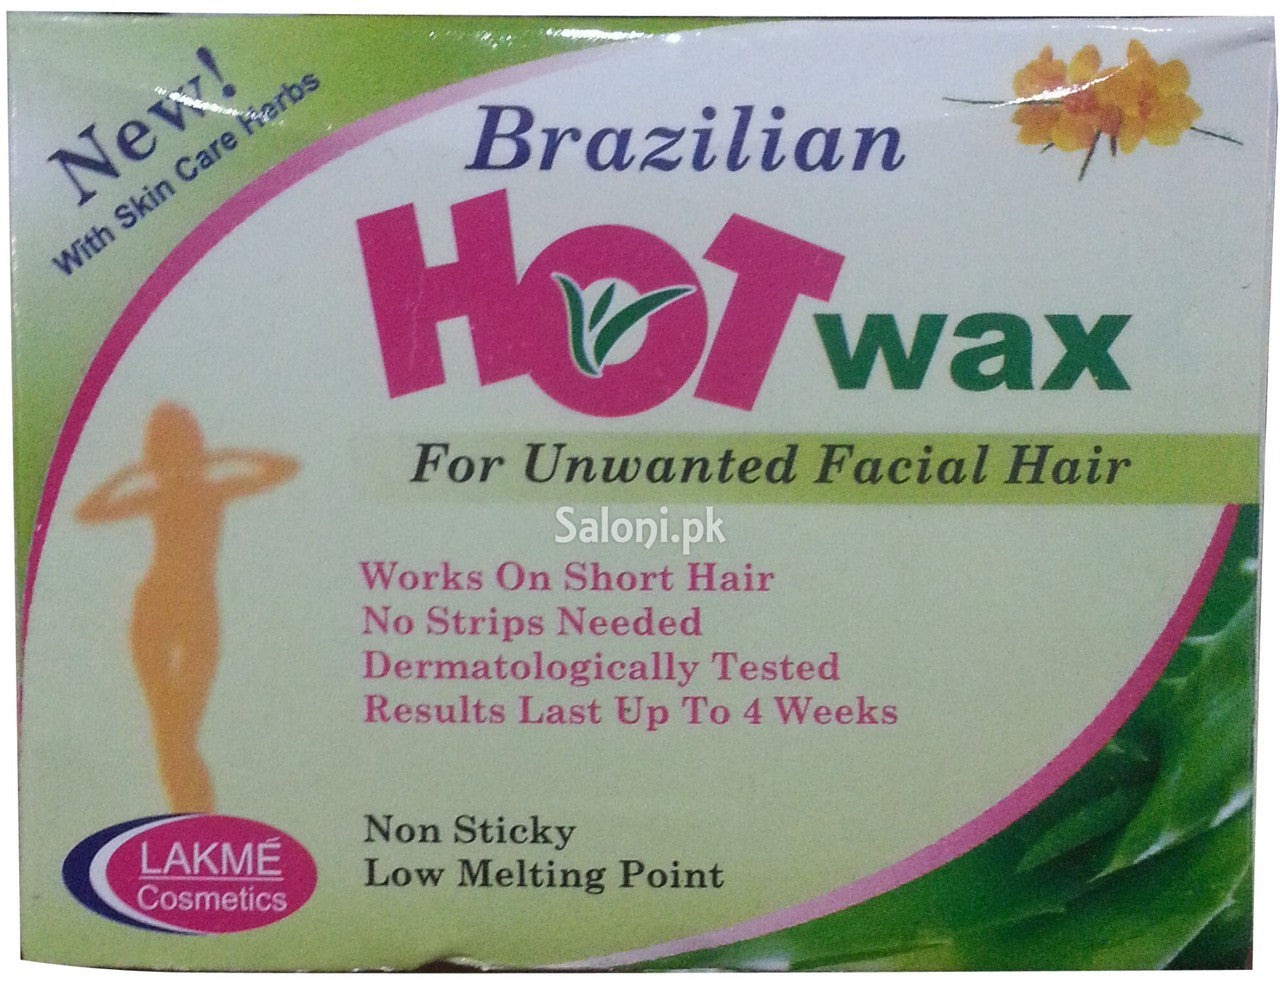 New!
With Skin Care Herbs
Brazilian
HOT wax
For Unwanted Facial Hair
Saloni.pk
Works On Short Hair
No Strips Needed
Dermatologically Tested
Results Last Up To 4 Weeks
Non Sticky
Low Melting Point
LAKMÉ
Cosmetics